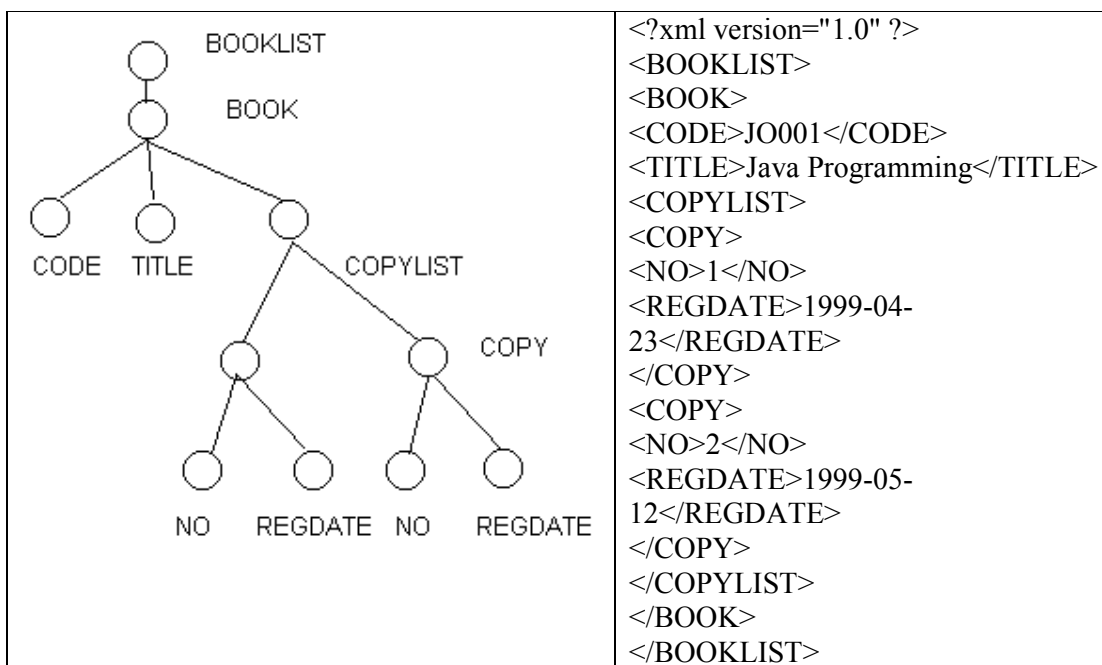 BOOKLIST
BOOK
CODE TITLE
COPYLIST
COPY
NO REGDATE NO REGDATE
<?xml version="1.0" ?>
<BOOKLIST>
<BOOK>
<CODE>JO001</CODE>
<TITLE>Java Programming</TITLE>
<COPYLIST>
<COPY>
<NO>1</NO>
<REGDATE>1999-04-
23</REGDATE>
</COPY>
<COPY>
<NO>2</NO>
<REGDATE>1999-05-
12</REGDATE>
</COPY>
</COPYLIST>
</BOOK>
</BOOKLIST>